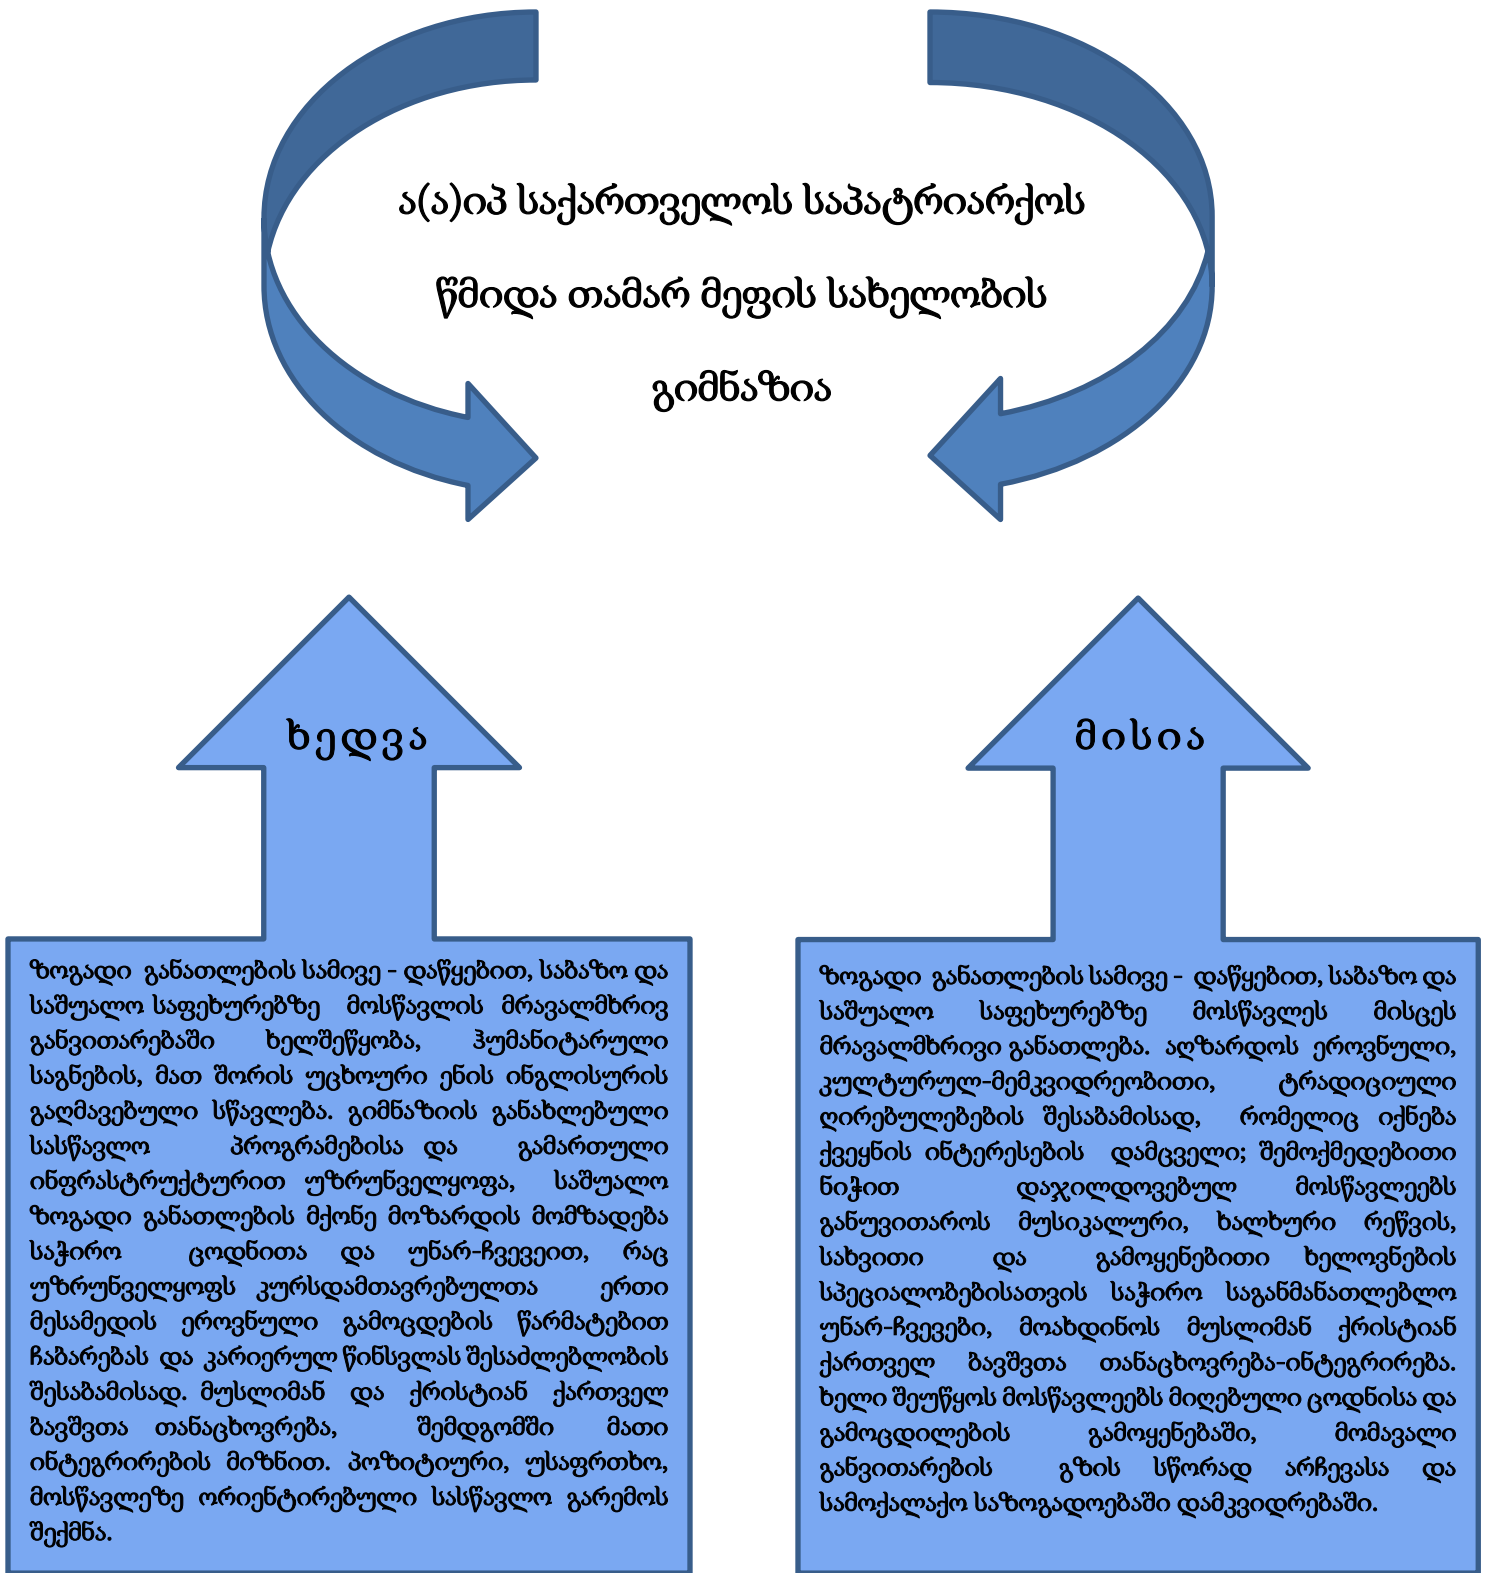 ა(ა)იპ საქართველოს საპატრიარქოს
წმიდა თამარ მეფის სახელობის
გიმნაზია
ხედვა
ზოგადი განათლების სამივე - დაწყებით, საბაზო და
საშუალო საფეხურებზე მოსწავლის მრავალმხრივ
განვითარებაში ხელშეწყობა, ჰუმანიტარული
საგნების, მათ შორის უცხოური ენის ინგლისურის
გაღმავებული სწავლება. გიმნაზიის განახლებული
სასწავლო პროგრამებისა და გამართული
ინფრასტრუქტურით უზრუნველყოფა, საშუალო
ზოგადი განათლების მქონე მოზარდის მომზადება
საჭირო ცოდნითა და უნარ-ჩვევეით, რაც
უზრუნველყოფს კურსდამთავრებულთა ერთი
მესამედის ეროვნული გამოცდების წარმატებით
ჩაბარებას და კარიერულ წინსვლას შესაძლებლობის
შესაბამისად. მუსლიმან და ქრისტიან ქართველ
ბავშვთა თანაცხოვრება, შემდგომში მათი
ინტეგრირების მიზნით. პოზიტიური, უსაფრთხო,
მოსწავლეზე ორიენტირებული სასწავლო გარემოს
შექმნა.
მისია
ზოგადი განათლების სამივე - დაწყებით, საბაზო და
საშუალო საფეხურებზე მოსწავლეს მისცეს
მრავალმხრივი განათლება. აღზარდოს ეროვნული,
კულტურულ-მემკვიდრეობითი, ტრადიციული
ღირებულებების შესაბამისად, რომელიც იქნება
ქვეყნის ინტერესების დამცველი; შემოქმედებითი
ნიჭით დაჯილდოვებულ მოსწავლეებს
განუვითაროს მუსიკალური, ხალხური რეწვის,
სახვითი და გამოყენებითი ხელოვნების
სპეციალობებისათვის საჭირო საგანმანათლებლო
უნარ-ჩვევები, მოახდინოს მუსლიმან ქრისტიან
ქართველ ბავშვთა თანაცხოვრება-ინტეგრირება.
ხელი შეუწყოს მოსწავლეებს მიღებული ცოდნისა და
გამოცდილების გამოყენებაში, მომავალი
განვითარების გზის სწორად არჩევასა და
სამოქალაქო საზოგადოებაში დამკვიდრებაში.